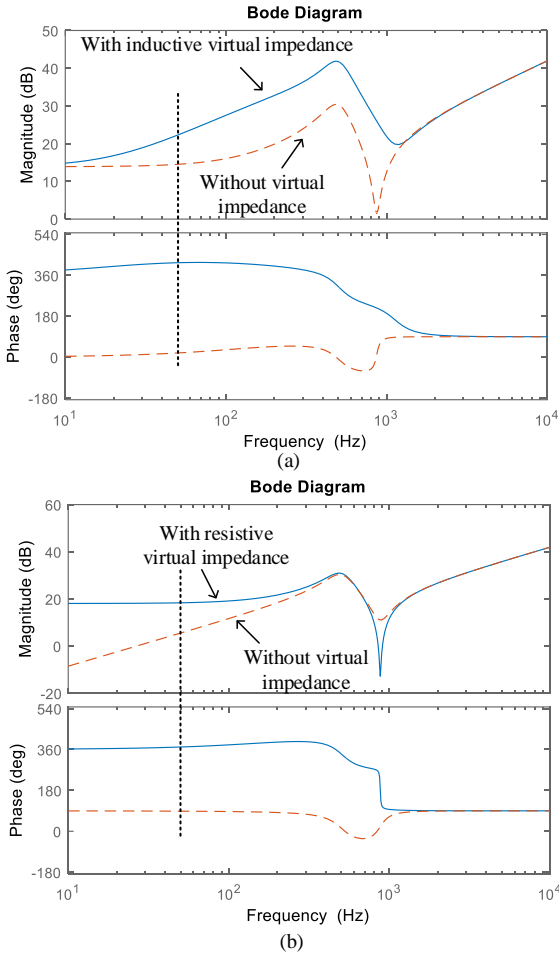 Bode Diagram
50
40
30
20
10
0
Magnitude (dB)
With inductive virtual impedance
Without virtual
impedance
540
360
180
0
-180
Phase (deg)
10^1
10^2
10^3
10^4
Frequency (Hz)
(a)
Bode Diagram
60
40
20
0
-20
Magnitude (dB)
With resistive
virtual impedance
Without virtual
impedance
540
360
180
0
-180
Phase (deg)
10^1
10^2
10^3
10^4
Frequency (Hz)
(b)